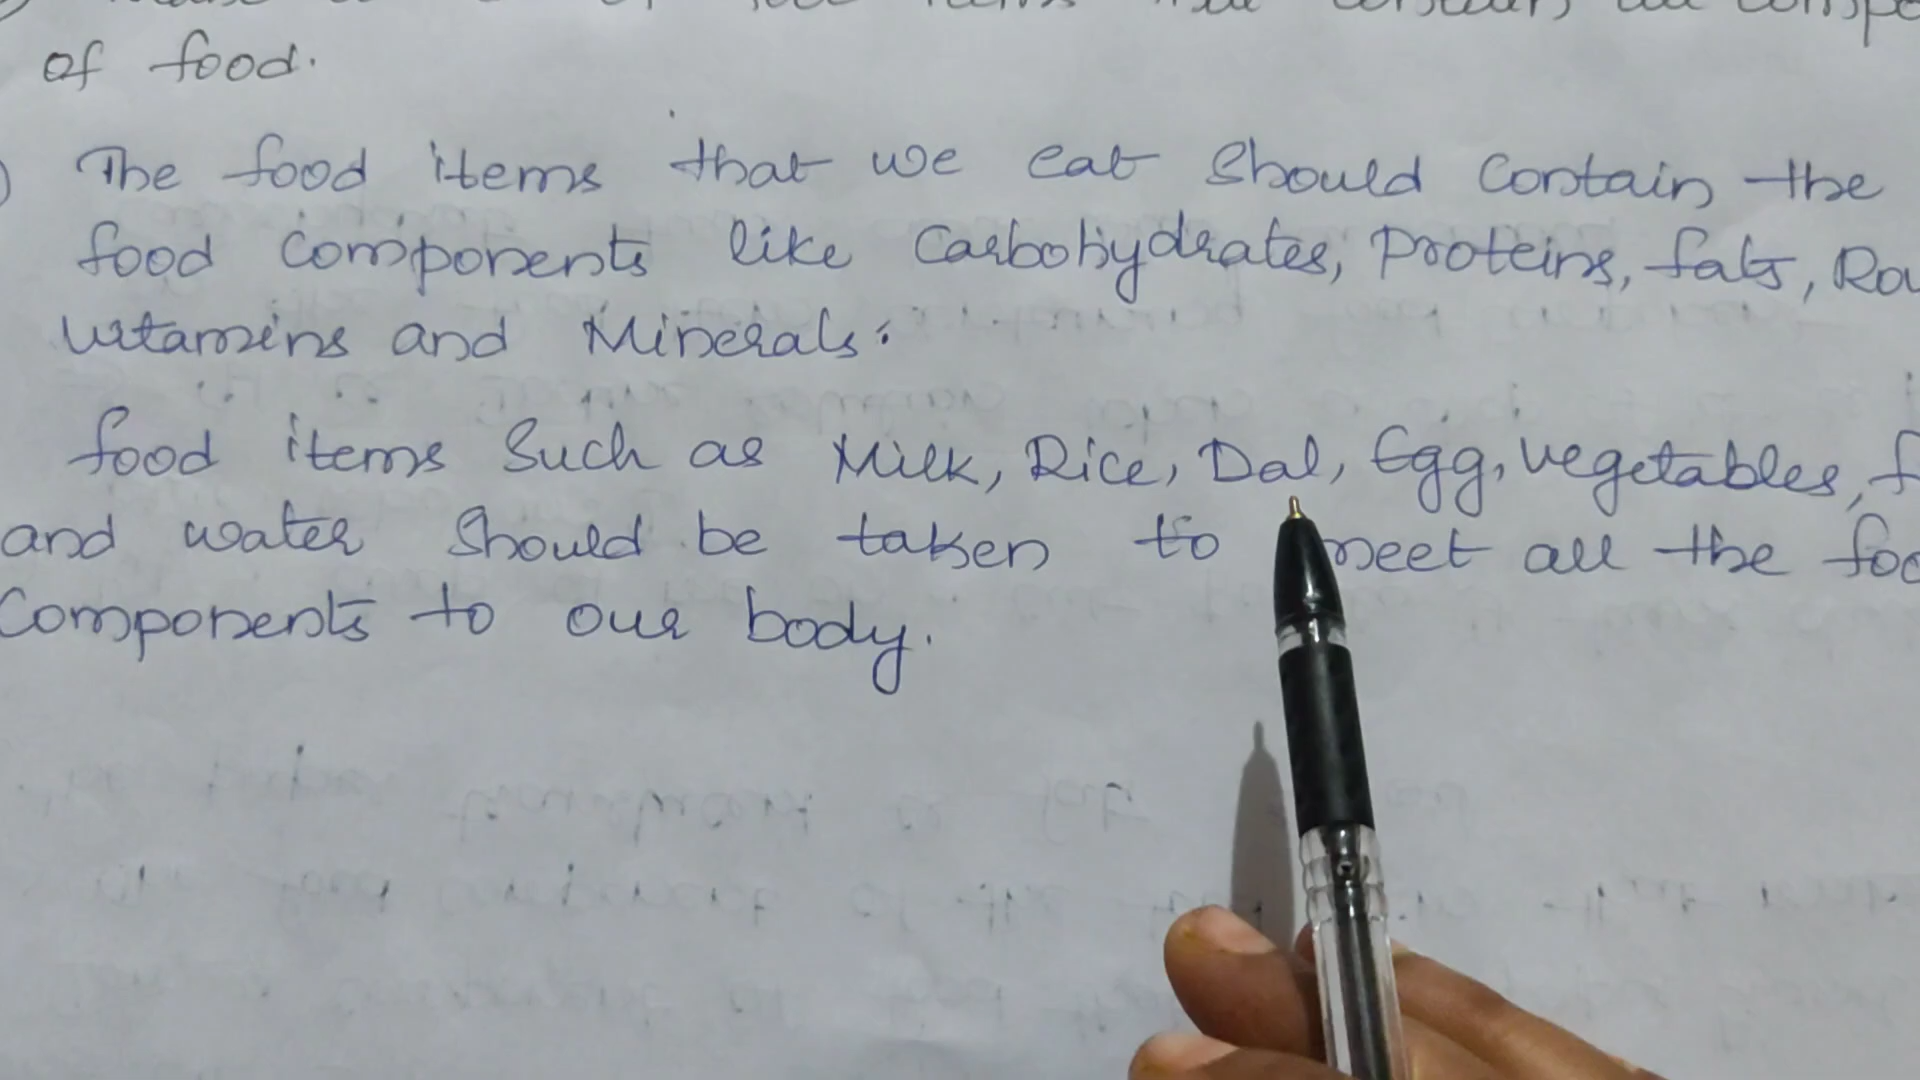 of food.
The food items that we eat should contain the
food components like Carbohydrates, Proteins, fats,
vitamins and Minerals.
food items such as Milk, Rice, Dal, Egg, vegetables,
and water should be taken to meet all the
Components to our body.